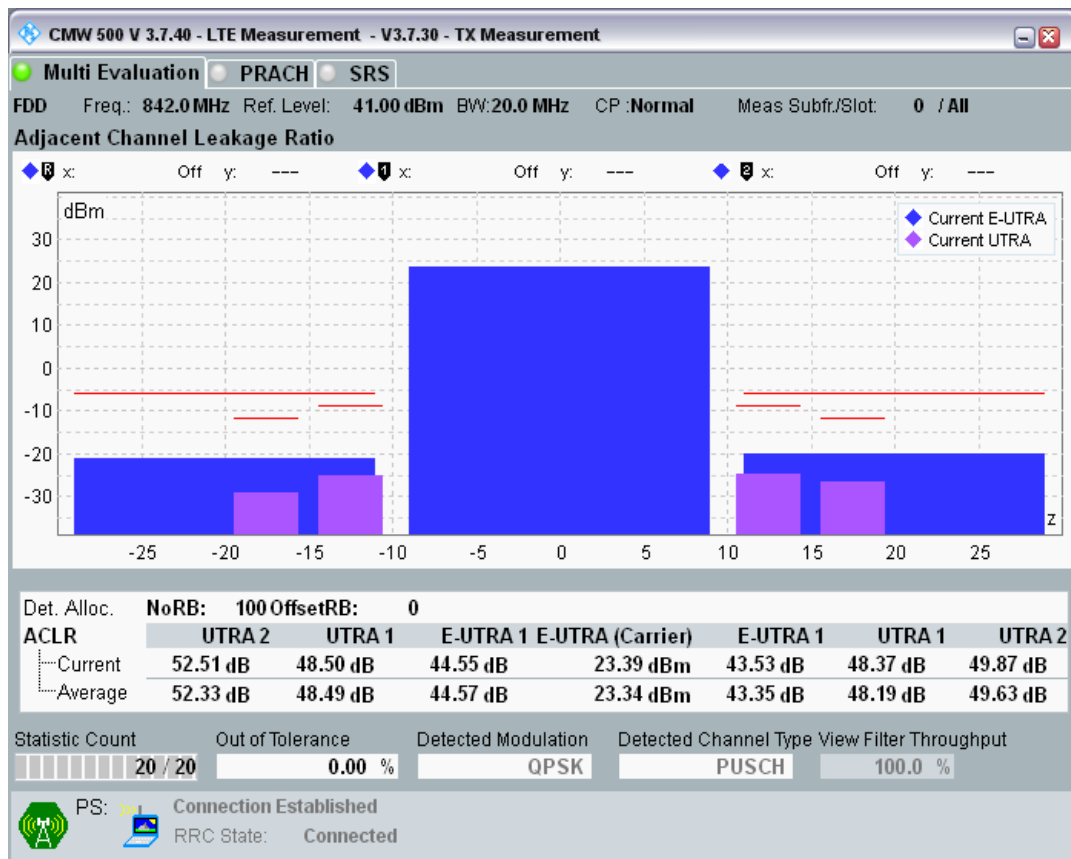 CMW 500 V 3.7.40 - LTE Measurement - V3.7.30 - TX Measurement
Multi Evaluation PRACH SRS
FDD Freq.: 842.0 MHz Ref. Level: 41.00 dBm BW:20.0 MHz CP :Normal Meas Subfr./Slot: 0 / All
Adjacent Channel Leakage Ratio
R x: Off y: --- 1 x: Off y: --- 2 x: Off y: ---
dBm
Current E-UTRA
Current UTRA
30
20
10
0
-10
-20
-30
z
-25 -20 -15 -10 -5 0 5 10 15 20 25
Det. Alloc. NoRB: 100 OffsetRB: 0
ACLR UTRA 2 UTRA 1 E-UTRA 1 E-UTRA (Carrier) E-UTRA 1 UTRA 1 UTRA 2
Current 52.51 dB 48.50 dB 44.55 dB 23.39 dBm 43.53 dB 48.37 dB 49.87 dB
Average 52.33 dB 48.49 dB 44.57 dB 23.34 dBm 43.35 dB 48.19 dB 49.63 dB
Statistic Count Out of Tolerance Detected Modulation Detected Channel Type View Filter Throughput
20 / 20 0.00 % QPSK PUSCH 100.0 %
PS: Connection Established
RRC State: Connected